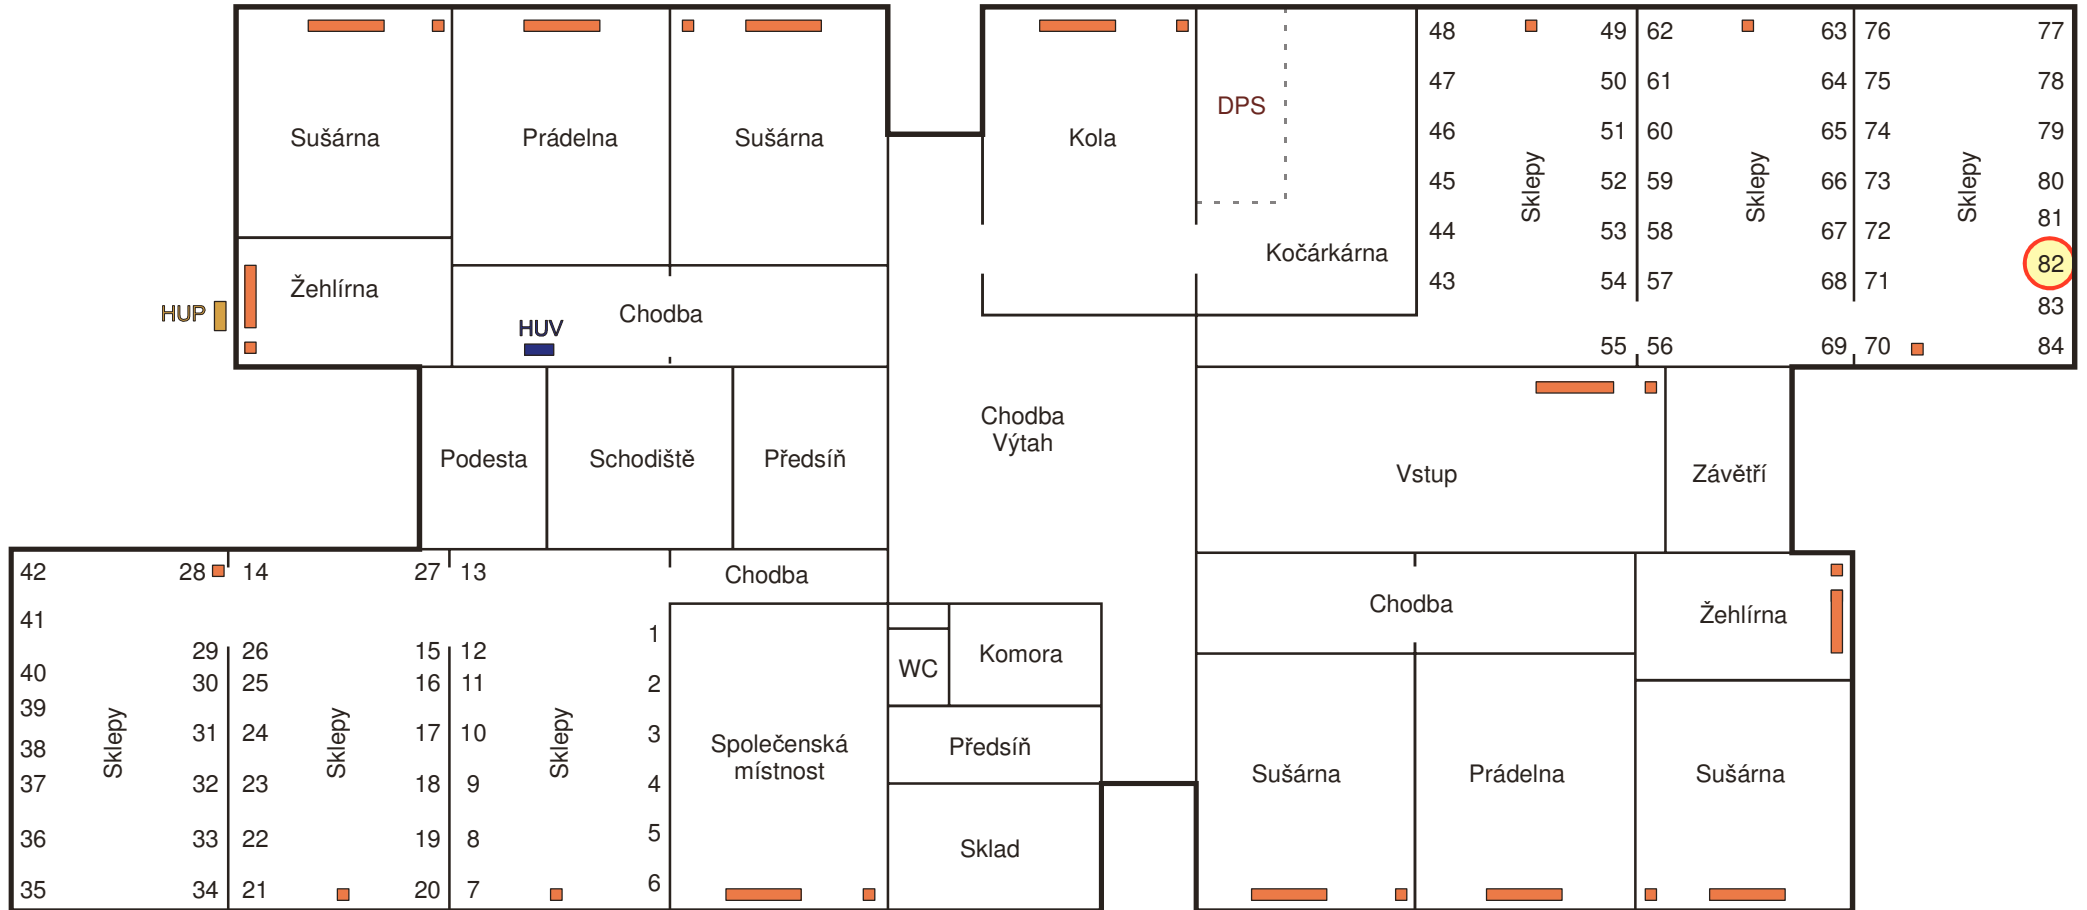 48 49 62 63 76 77
47 50 61 64 75 78
DPS
46 51 60 65 74 79
Sušárna Prádelna Sušárna Kola
45 Sklepy 52 59 Sklepy 66 73 Sklepy 80
81
44 53 58 67 72
Kočárkárna
82
43 54 57 68 71
Žehlírna
83
HUP Chodba
HUV
55 56 69 70 84
Chodba
Výtah
Podesta Schodiště Předsíň
Vstup Závětří
42 28 14 27 13 Chodba
Chodba Žehlírna
41
1
29 26 15 12
Komora
WC
40
30 25 16 11 2
39
31 24 17 10 3
Sklepy Sklepy Sklepy
38
Společenská
místnost
Předsíň
Sušárna Prádelna Sušárna
37 32 23 18 9 4
5
36 33 22 19 8
Sklad
6
35 34 21 20 7